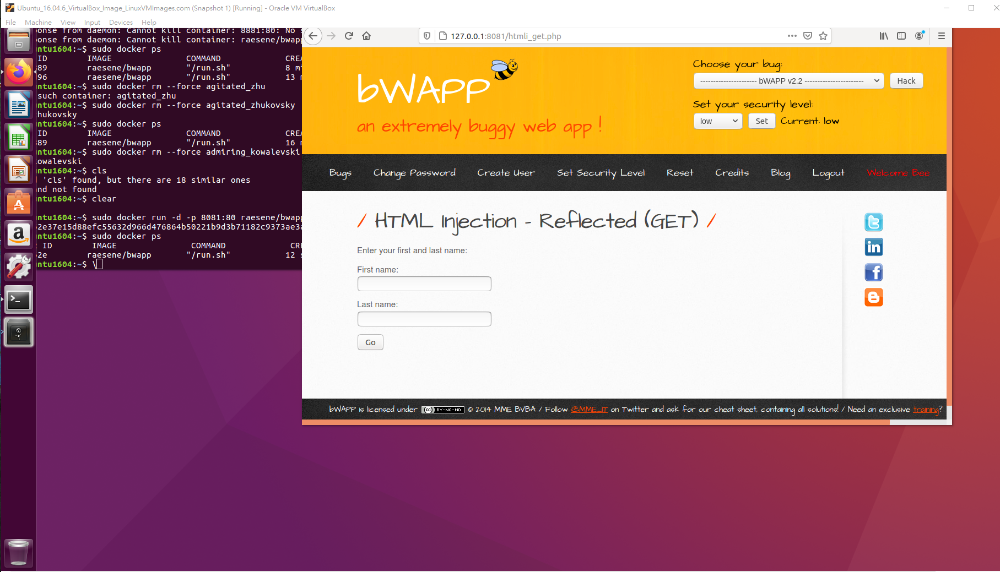 Ubuntu_16.04.6_VirtualBox_Image_LinuxVMImages.com (Snapshot 1) [Running] - Oracle VM VirtualBox
File Machine View Input Devices Help
onse from daemon: Cannot kill container: 8881:80: No s
onse from daemon: Cannot kill container: raesene/bwapp
ntu1604:~$ sudo docker ps
ID IMAGE COMMAND CREA
89 raesene/bwapp "/run.sh" 8 m
96 raesene/bwapp "/run.sh" 13 m
ntu1604:~$ sudo docker rm --force agitated_zhu
such container: agitated_zhu
ntu1604:~$ sudo docker rm --force agitated_zhukovsky
hukovsky
ntu1604:~$ sudo docker ps
ID IMAGE COMMAND CREA
89 raesene/bwapp "/run.sh" 16 m
ntu1604:~$ sudo docker rm --force admiring_kowalevski
owalevski
ntu1604:~$ cls
'cls' found, but there are 18 similar ones
nd not found
ntu1604:~$ clear
ntu1604:~$ sudo docker run -d -p 8081:80 raesene/bwapp
2e37e15d88efc55632d966d476864b50221b9d3b71182c9373ae3a
ntu1604:~$ sudo docker ps
ID IMAGE COMMAND CRE
2e raesene/bwapp "/run.sh" 12 s
ntu1604:~$ \
127.0.0.1:8081/htmli_get.php
bWAPP
an extremely buggy web app !
Choose your bug:
---------------------- bWAPP v2.2 ----------------------- Hack
Set your security level:
low Set Current: low
Bugs Change Password Create User Set Security Level Reset Credits Blog Logout Welcome Bee
/ HTML Injection - Reflected (GET) /
Enter your first and last name:
First name:
Last name:
Go
bWAPP is licensed under (cc) BY-NC-ND © 2014 MME BVBA / Follow @MME_IT on Twitter and ask for our cheat sheet, containing all solutions! / Need an exclusive training?